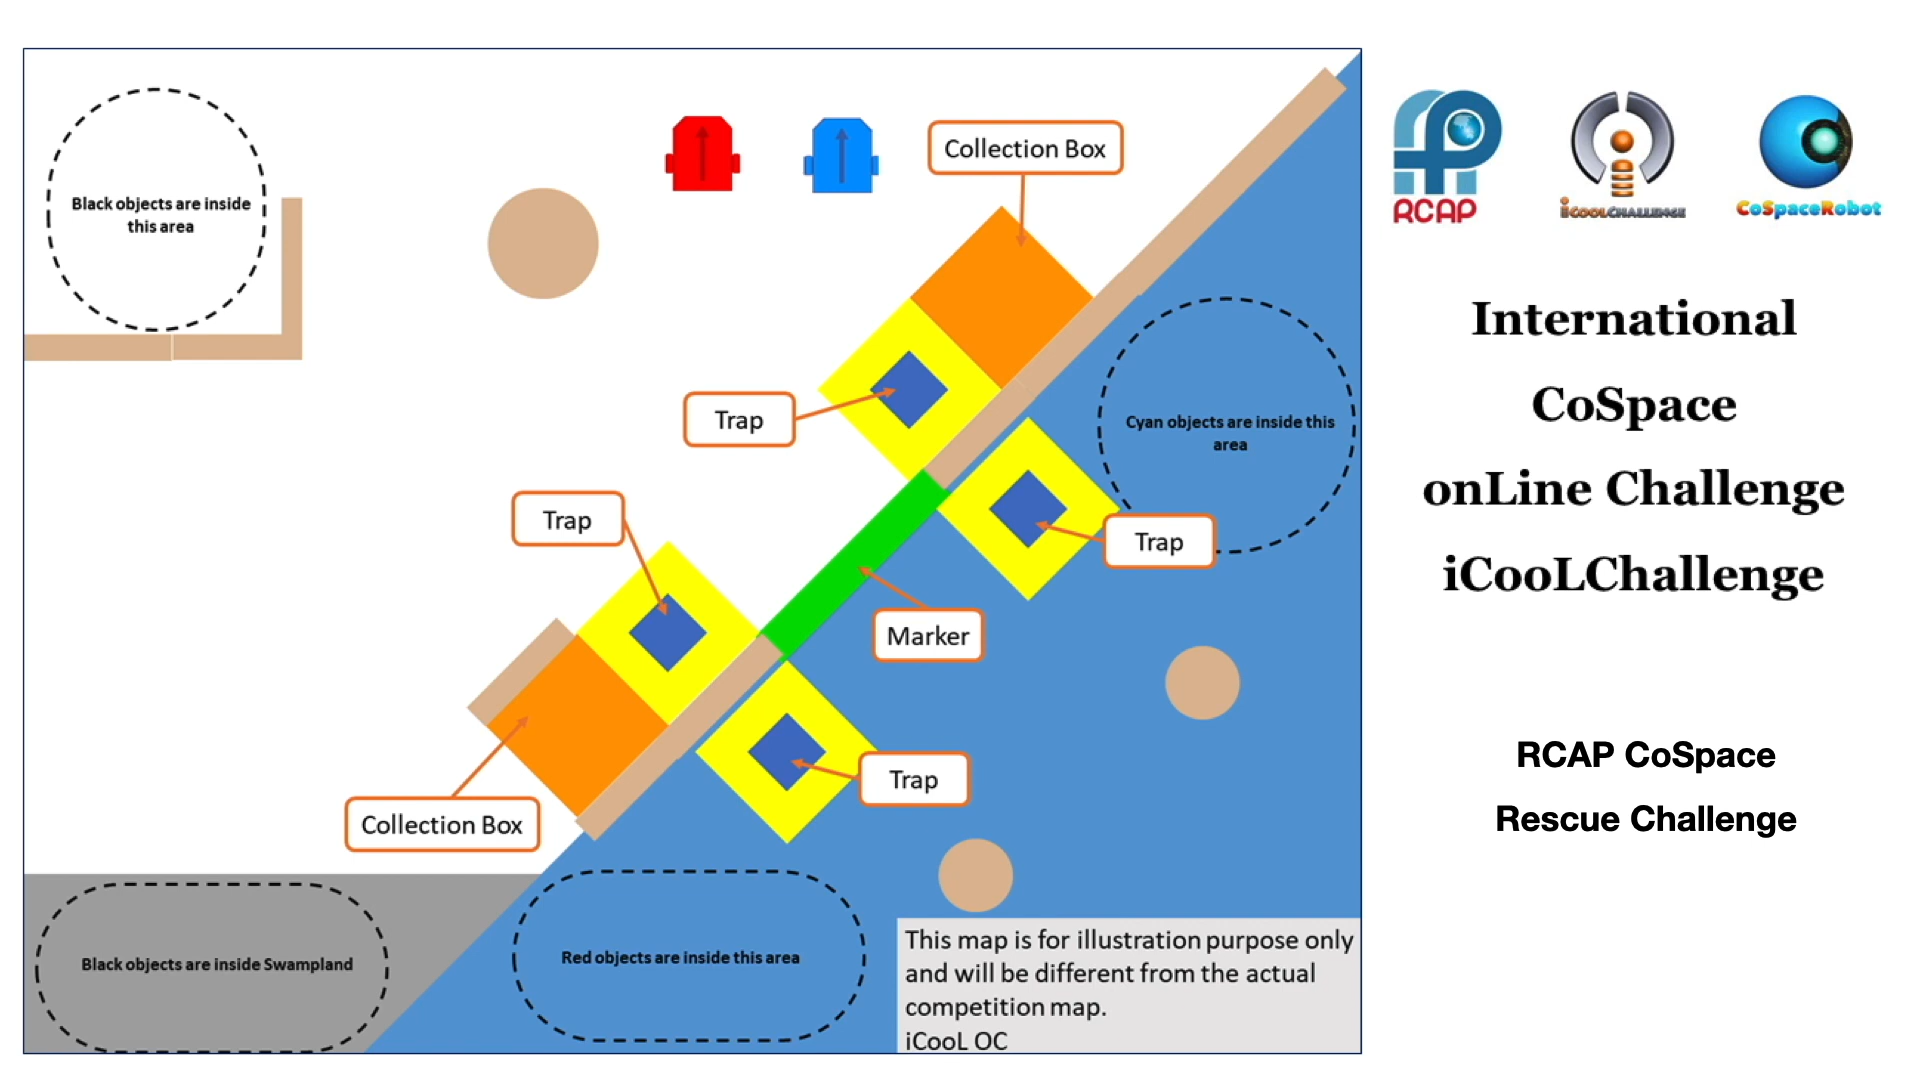 Black objects are inside
this area
Collection Box
Trap
Trap
Cyan objects are inside this
area
Trap
Marker
Trap
Collection Box
Black objects are inside Swampland
Red objects are inside this area
This map is for illustration purpose only
and will be different from the actual
competition map.
iCooL OC
RCAP
iCOOLCHALLENGE
CoSpaceRobot
International
CoSpace
onLine Challenge
iCooLChallenge
RCAP CoSpace
Rescue Challenge